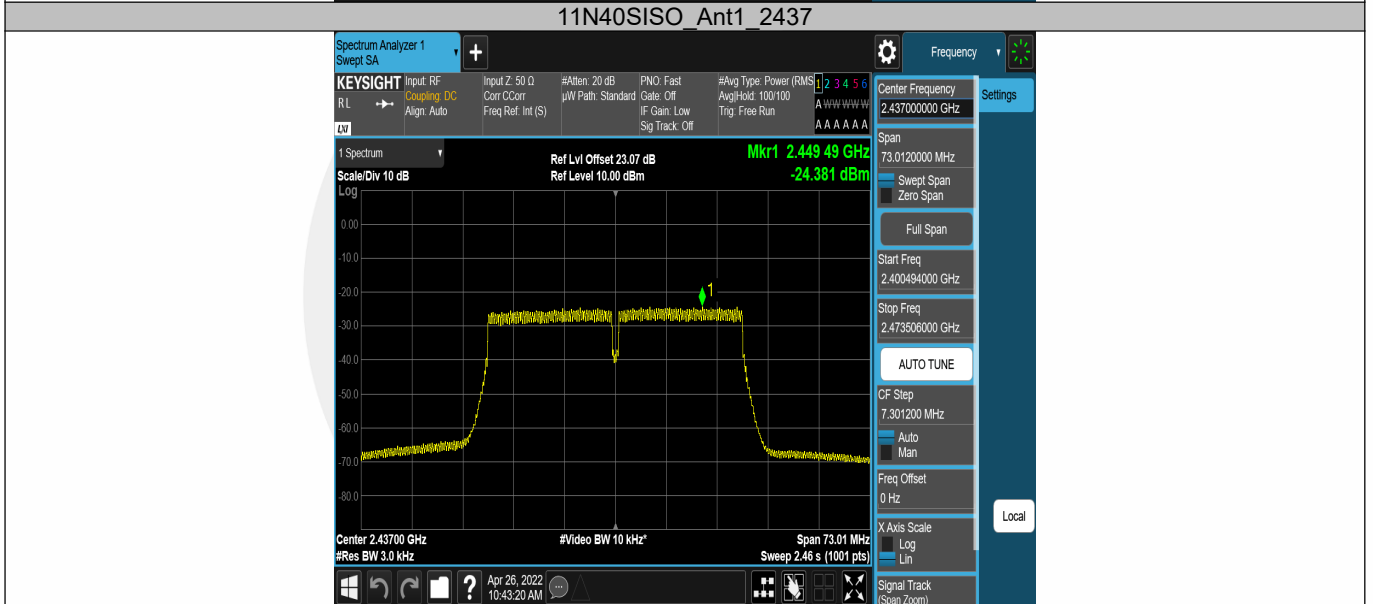 11N40SISO_Ant1_2437
Spectrum Analyzer 1
Swept SA
Frequency
KEYSIGHT
RL
LXI
Input: RF
Coupling: DC
Align: Auto
Input Z: 50 Ω
Corr CCorr
Freq Ref: Int (S)
#Atten: 20 dB
µW Path: Standard
PNO: Fast
Gate: Off
IF Gain: Low
Sig Track: Off
#Avg Type: Power (RMS
Avg|Hold: 100/100
Trig: Free Run
1 2 3 4 5 6
A W W W W W
A A A A A A
1 Spectrum
Scale/Div 10 dB
Log
Ref Lvl Offset 23.07 dB
Ref Level 10.00 dBm
Mkr1 2.449 49 GHz
-24.381 dBm
0.00
-10.0
-20.0
-30.0
-40.0
-50.0
-60.0
-70.0
-80.0
1
Center 2.43700 GHz
#Res BW 3.0 kHz
#Video BW 10 kHz*
Span 73.01 MHz
Sweep 2.46 s (1001 pts)
?
Apr 26, 2022
10:43:20 AM
Center Frequency
2.437000000 GHz
Settings
Span
73.0120000 MHz
Swept Span
Zero Span
Full Span
Start Freq
2.400494000 GHz
Stop Freq
2.473506000 GHz
AUTO TUNE
CF Step
7.301200 MHz
Auto
Man
Freq Offset
0 Hz
Local
X Axis Scale
Log
Lin
Signal Track
(Span Zoom)